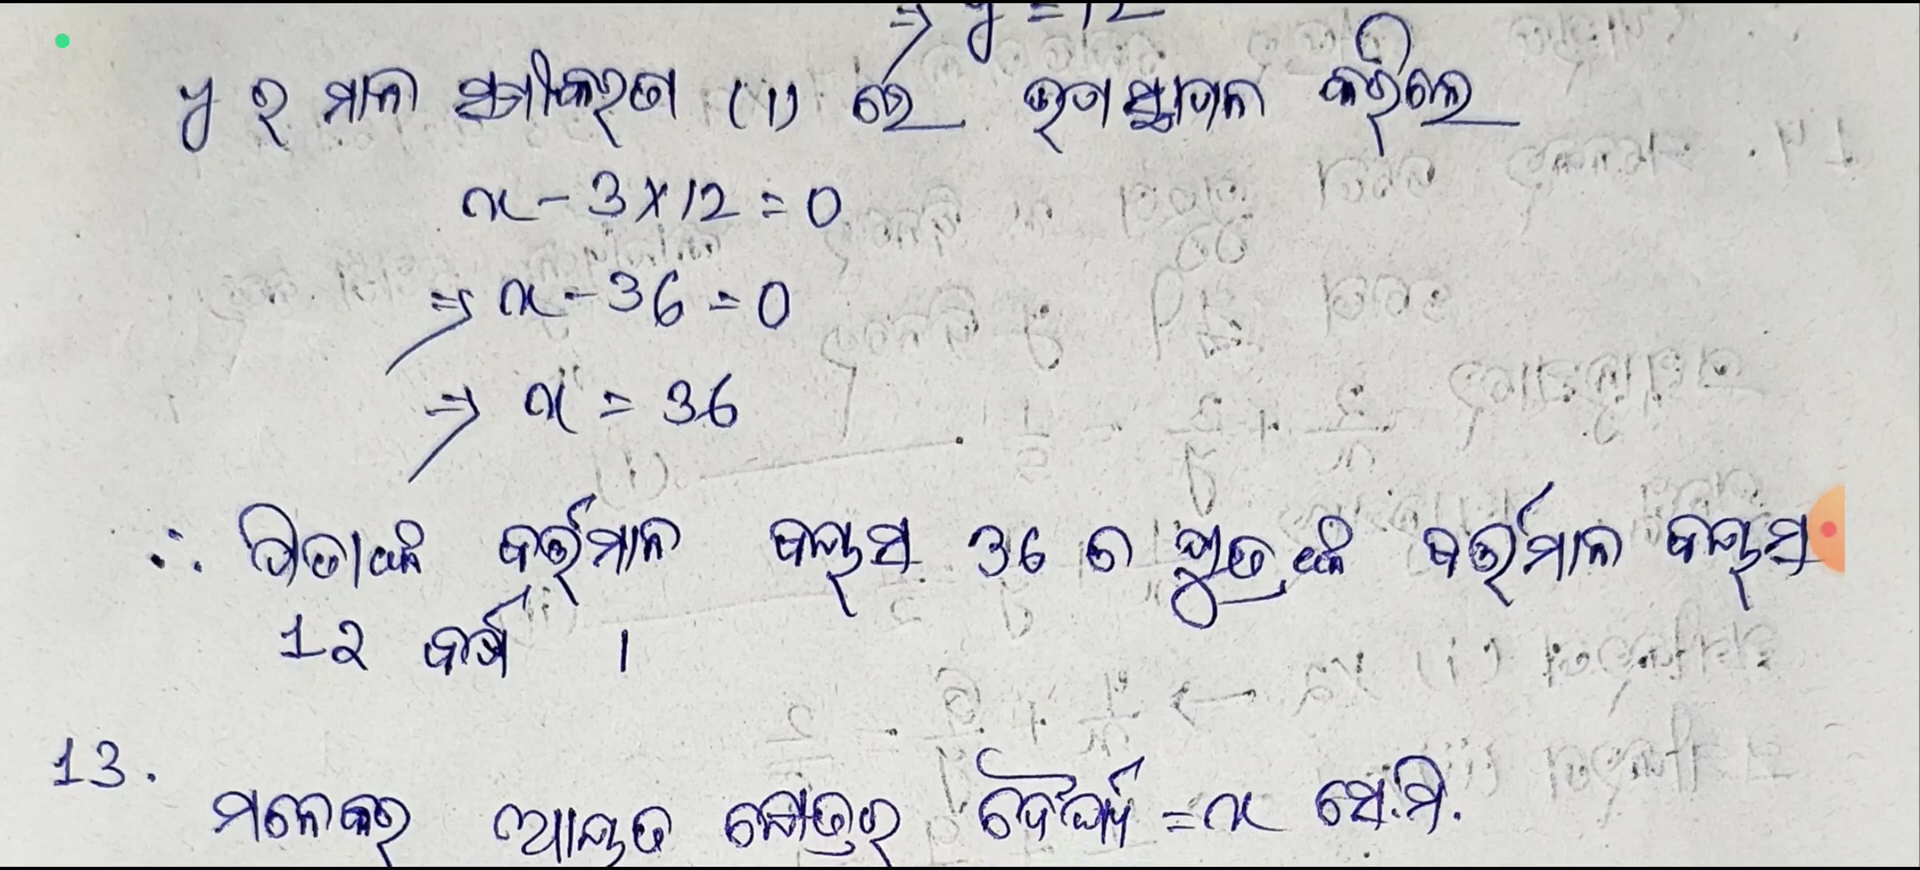 ⇒ y = 12
y ର ମାନ ସମୀକରଣ (i) ରେ ଉପସ୍ଥାପନ କରିଲେ
x - 3 × 12 = 0
⇒ x - 36 = 0
⇒ x = 36
∴ ପିତାଙ୍କ ବର୍ତ୍ତମାନ ବୟସ 36 ଓ ପୁତ୍ରଙ୍କ ବର୍ତ୍ତମାନ ବୟସ
12 ବର୍ଷ ।
13.
ମନେକର ଆୟତ କ୍ଷେତ୍ରର ଦୈର୍ଘ୍ୟ = x ସେ.ମି.